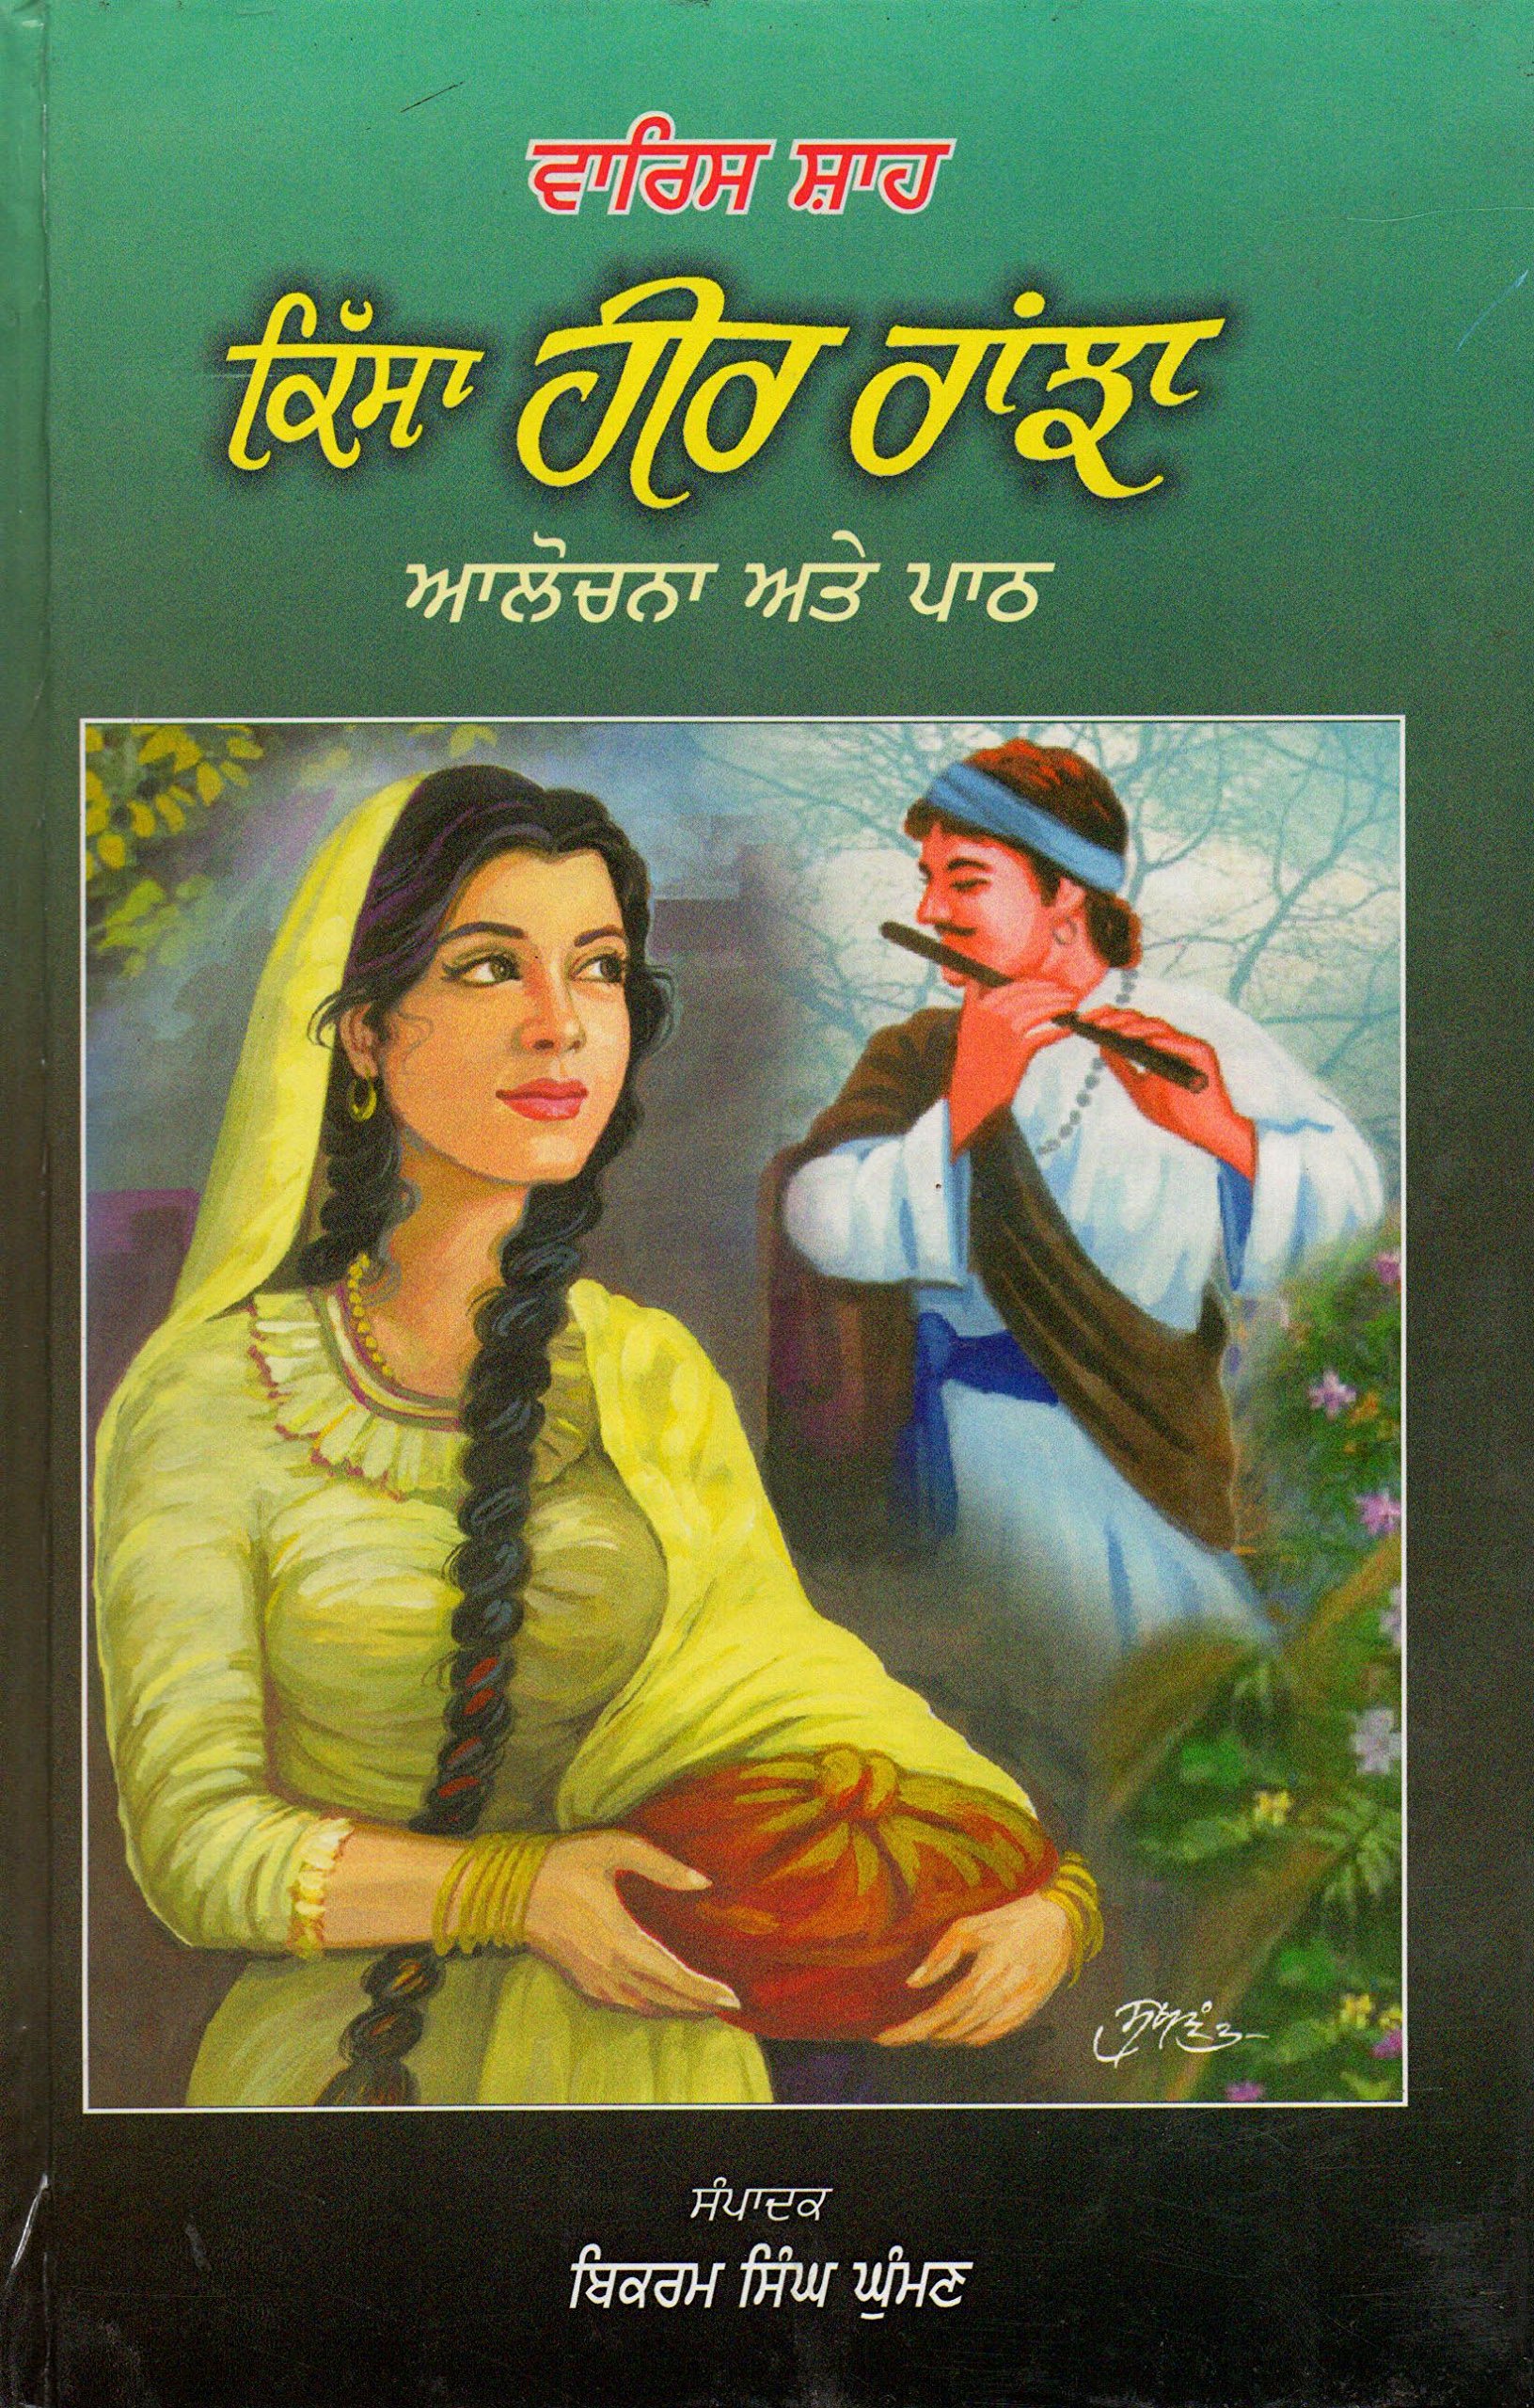 ਵਾਰਿਸ ਸ਼ਾਹ
ਕਿੱਸਾ ਹੀਰ ਰਾਂਝਾ
ਆਲੋਚਨਾ ਅਤੇ ਪਾਠ
ਸੰਪਾਦਕ
ਬਿਕਰਮ ਸਿੰਘ ਘੁੰਮਣ